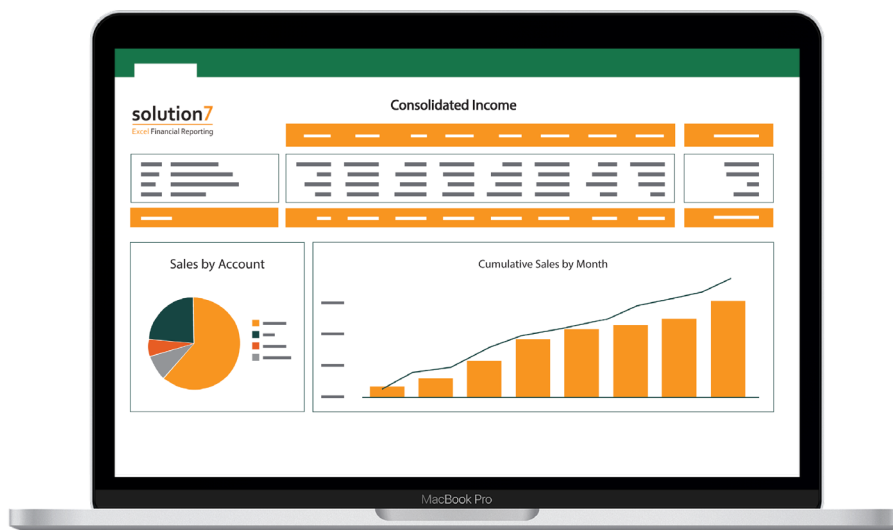 Consolidated Income
solution7
Excel Financial Reporting
Sales by Account
Cumulative Sales by Month
MacBook Pro